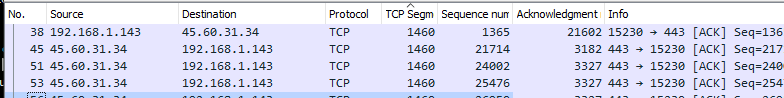 No. Source Destination Protocol TCP Segm Sequence num Acknowledgment Info
38 192.168.1.143 45.60.31.34 TCP 1460 1365 21602 15230 → 443 [ACK] Seq=136
45 45.60.31.34 192.168.1.143 TCP 1460 21714 3182 443 → 15230 [ACK] Seq=217
51 45.60.31.34 192.168.1.143 TCP 1460 24002 3327 443 → 15230 [ACK] Seq=240
53 45.60.31.34 192.168.1.143 TCP 1460 25476 3327 443 → 15230 [ACK] Seq=254